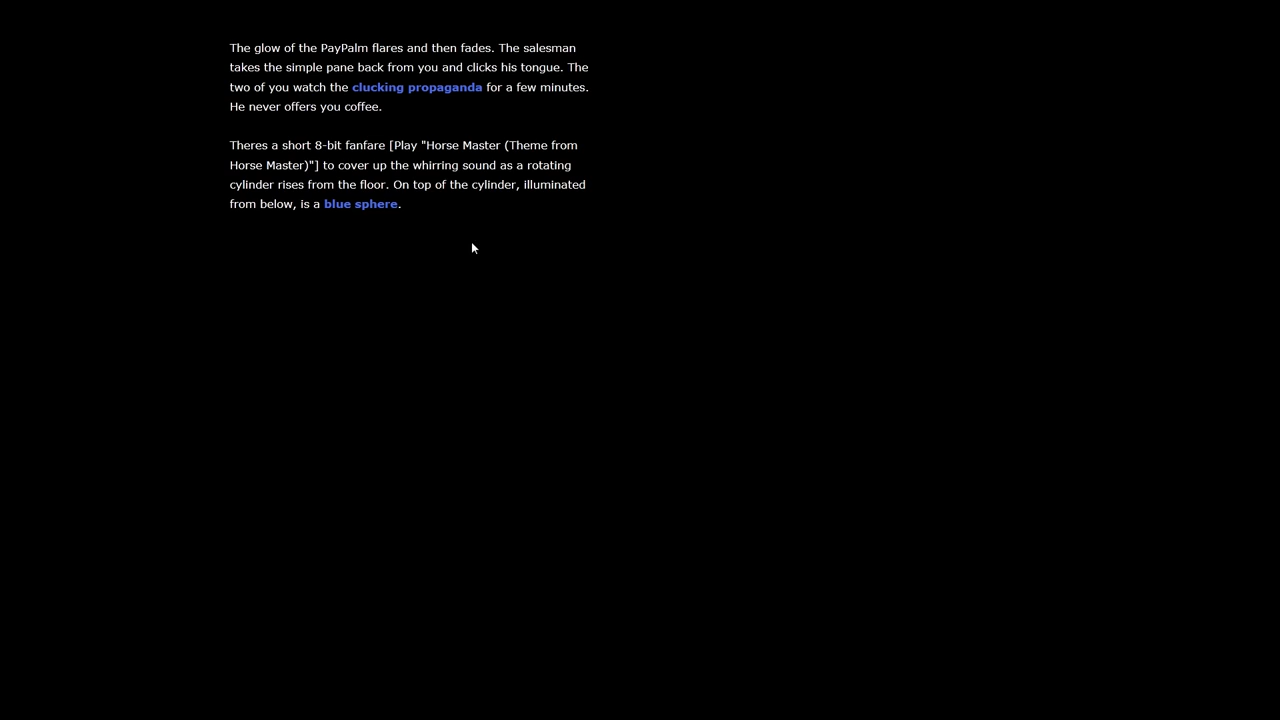 The glow of the PayPalm flares and then fades. The salesman
takes the simple pane back from you and clicks his tongue. The
two of you watch the clucking propaganda for a few minutes.
He never offers you coffee.
Theres a short 8-bit fanfare [Play "Horse Master (Theme from
Horse Master)"] to cover up the whirring sound as a rotating
cylinder rises from the floor. On top of the cylinder, illuminated
from below, is a blue sphere.